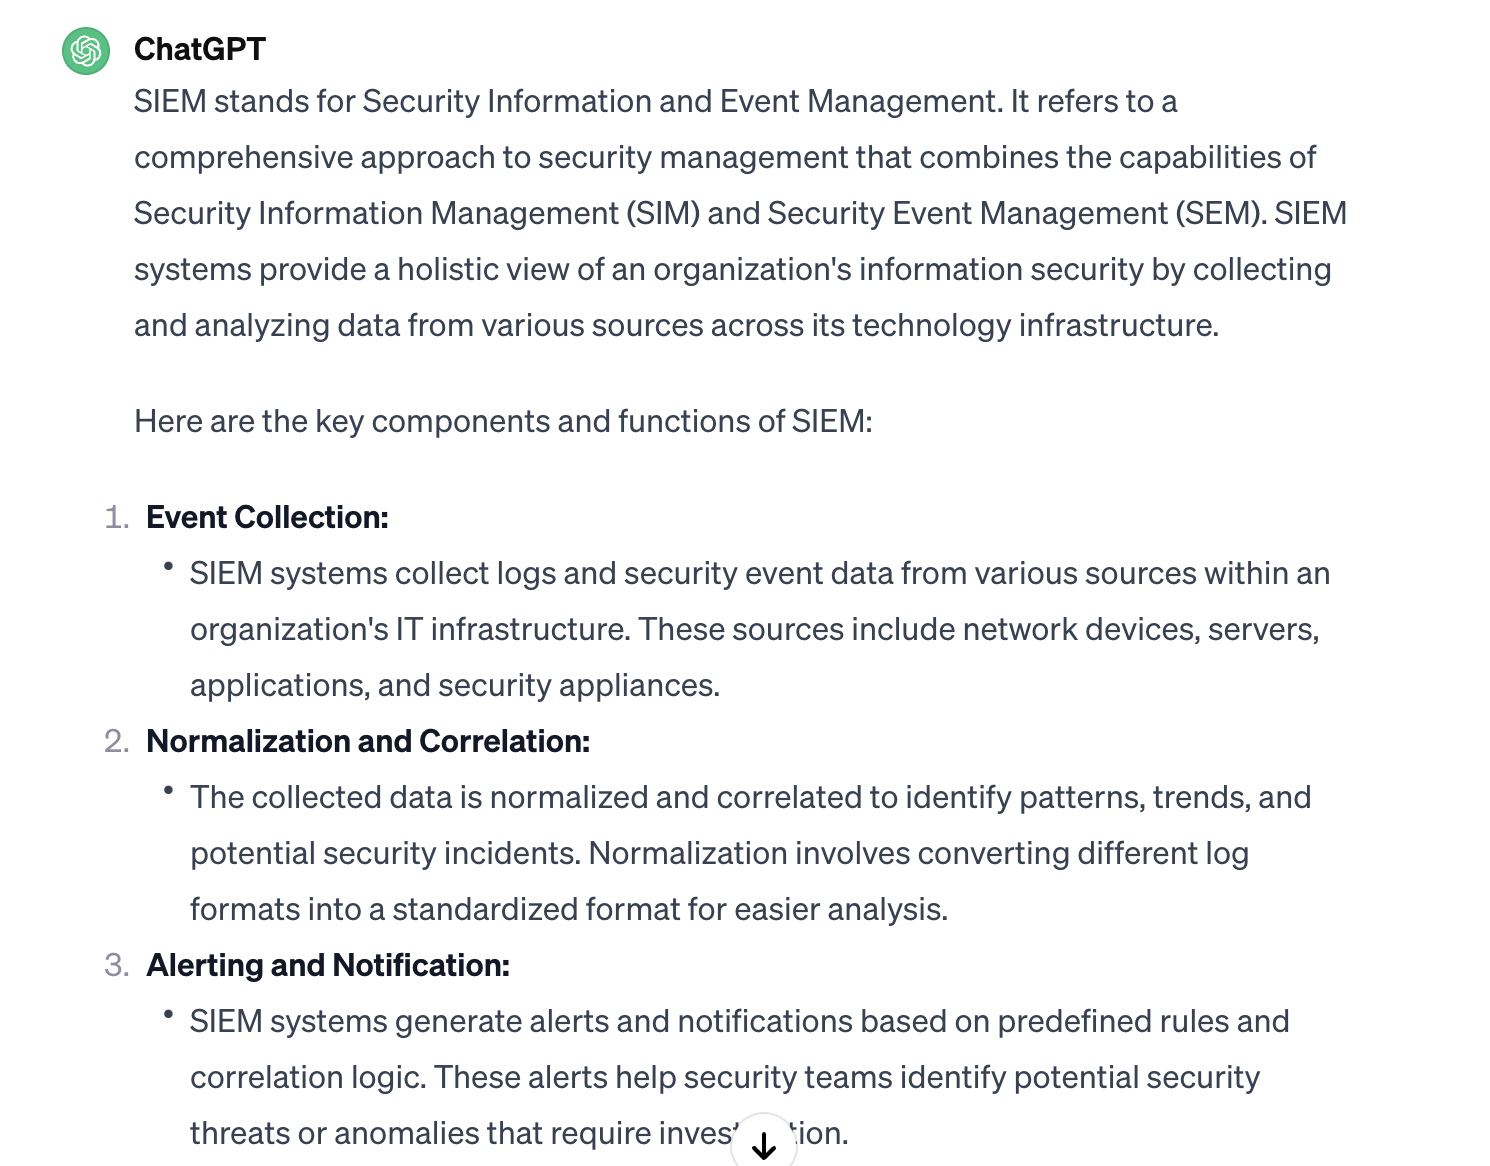 ChatGPT
SIEM stands for Security Information and Event Management. It refers to a
comprehensive approach to security management that combines the capabilities of
Security Information Management (SIM) and Security Event Management (SEM). SIEM
systems provide a holistic view of an organization's information security by collecting
and analyzing data from various sources across its technology infrastructure.
Here are the key components and functions of SIEM:
1. Event Collection:
• SIEM systems collect logs and security event data from various sources within an
organization's IT infrastructure. These sources include network devices, servers,
applications, and security appliances.
2. Normalization and Correlation:
• The collected data is normalized and correlated to identify patterns, trends, and
potential security incidents. Normalization involves converting different log
formats into a standardized format for easier analysis.
3. Alerting and Notification:
• SIEM systems generate alerts and notifications based on predefined rules and
correlation logic. These alerts help security teams identify potential security
threats or anomalies that require